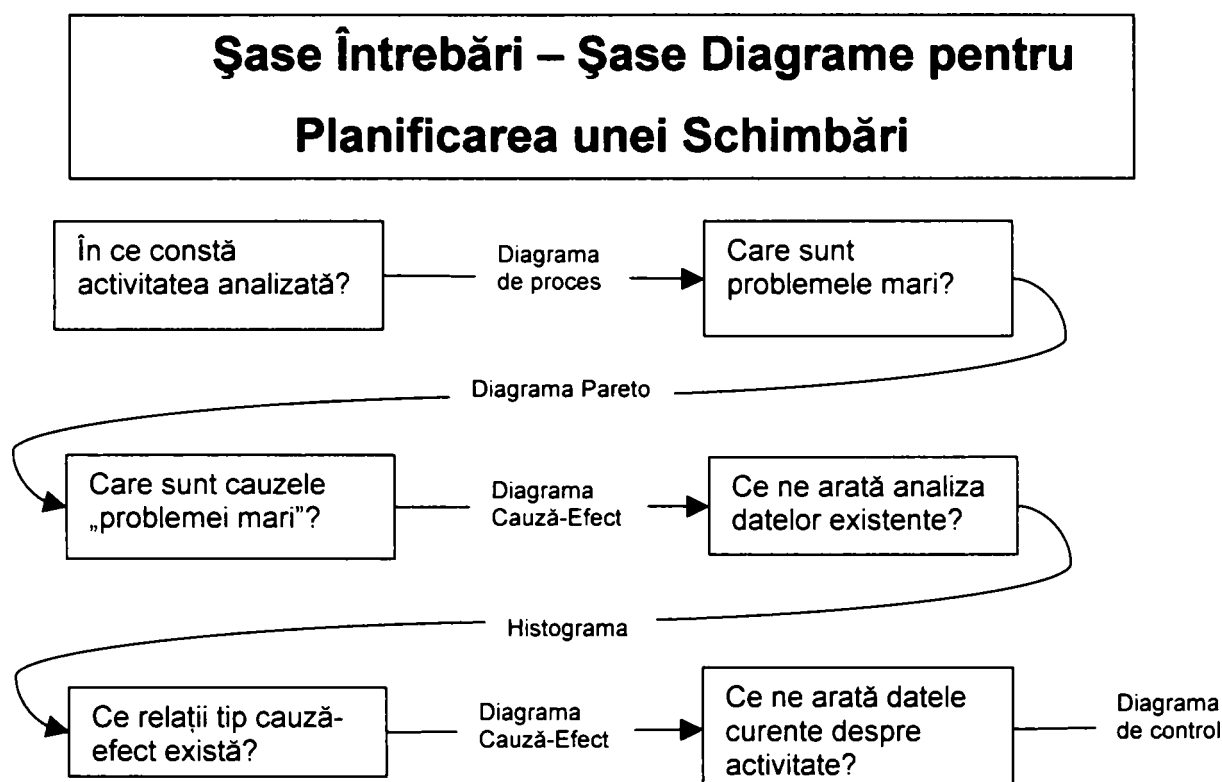 Şase Întrebări – Şase Diagrame pentru
Planificarea unei Schimbări
În ce constă
activitatea analizată?
Diagrama
de proces
Care sunt
problemele mari?
Diagrama Pareto
Care sunt cauzele
„problemei mari”?
Diagrama
Cauză-Efect
Ce ne arată analiza
datelor existente?
Histograma
Ce relații tip cauză-
efect există?
Diagrama
Cauză-Efect
Ce ne arată datele
curente despre
activitate?
Diagrama
de control